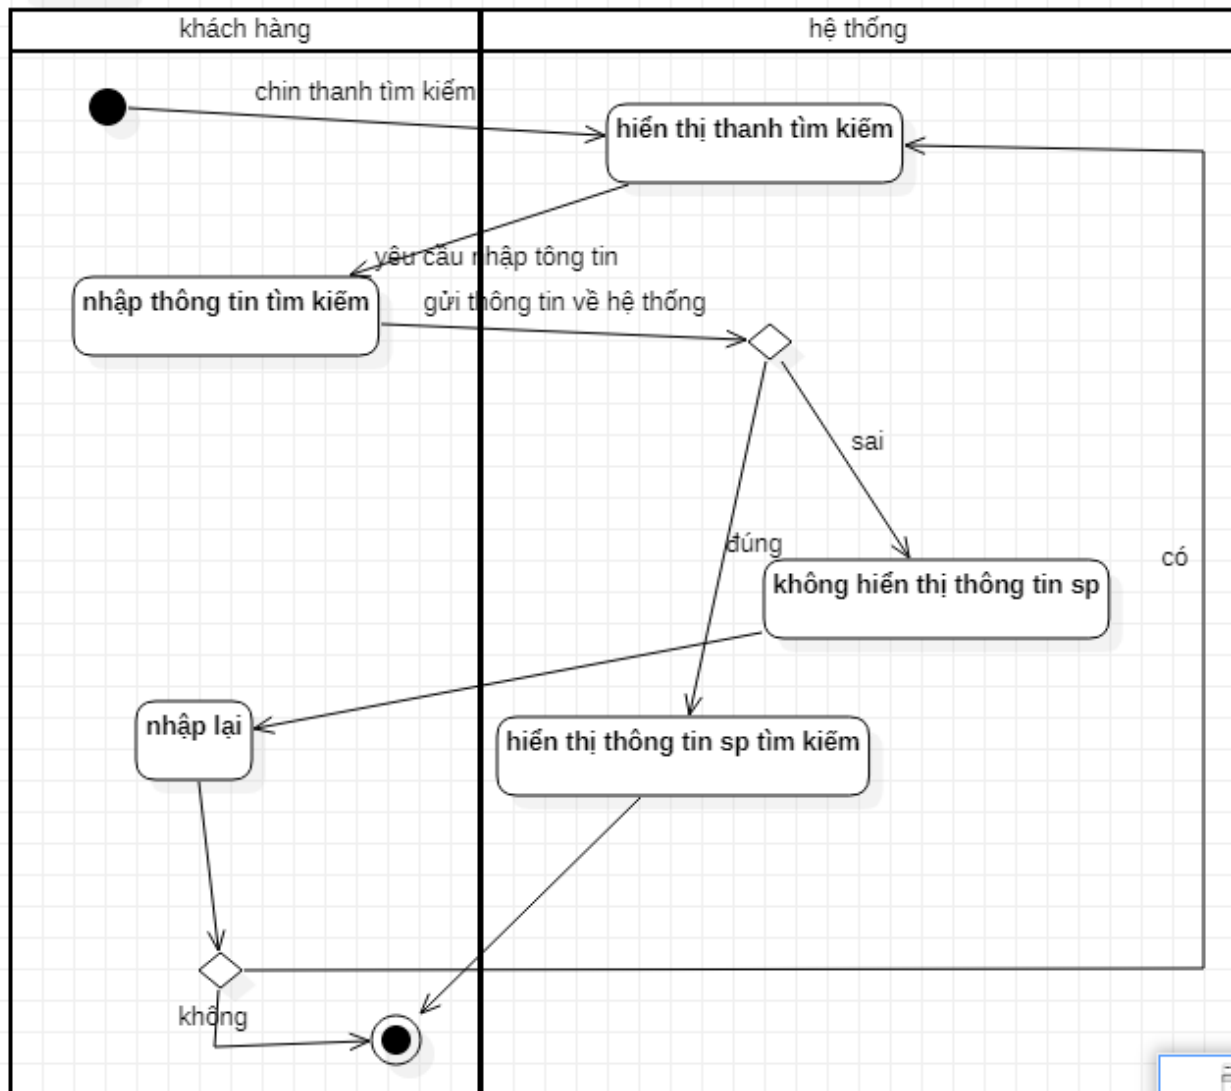 khách hàng
hệ thống
chin thanh tìm kiếm
hiển thị thanh tìm kiếm
yêu cầu nhập tông tin
nhập thông tin tìm kiếm
gửi thông tin về hệ thống
sai
đúng
có
không hiển thị thông tin sp
nhập lại
hiển thị thông tin sp tìm kiếm
không